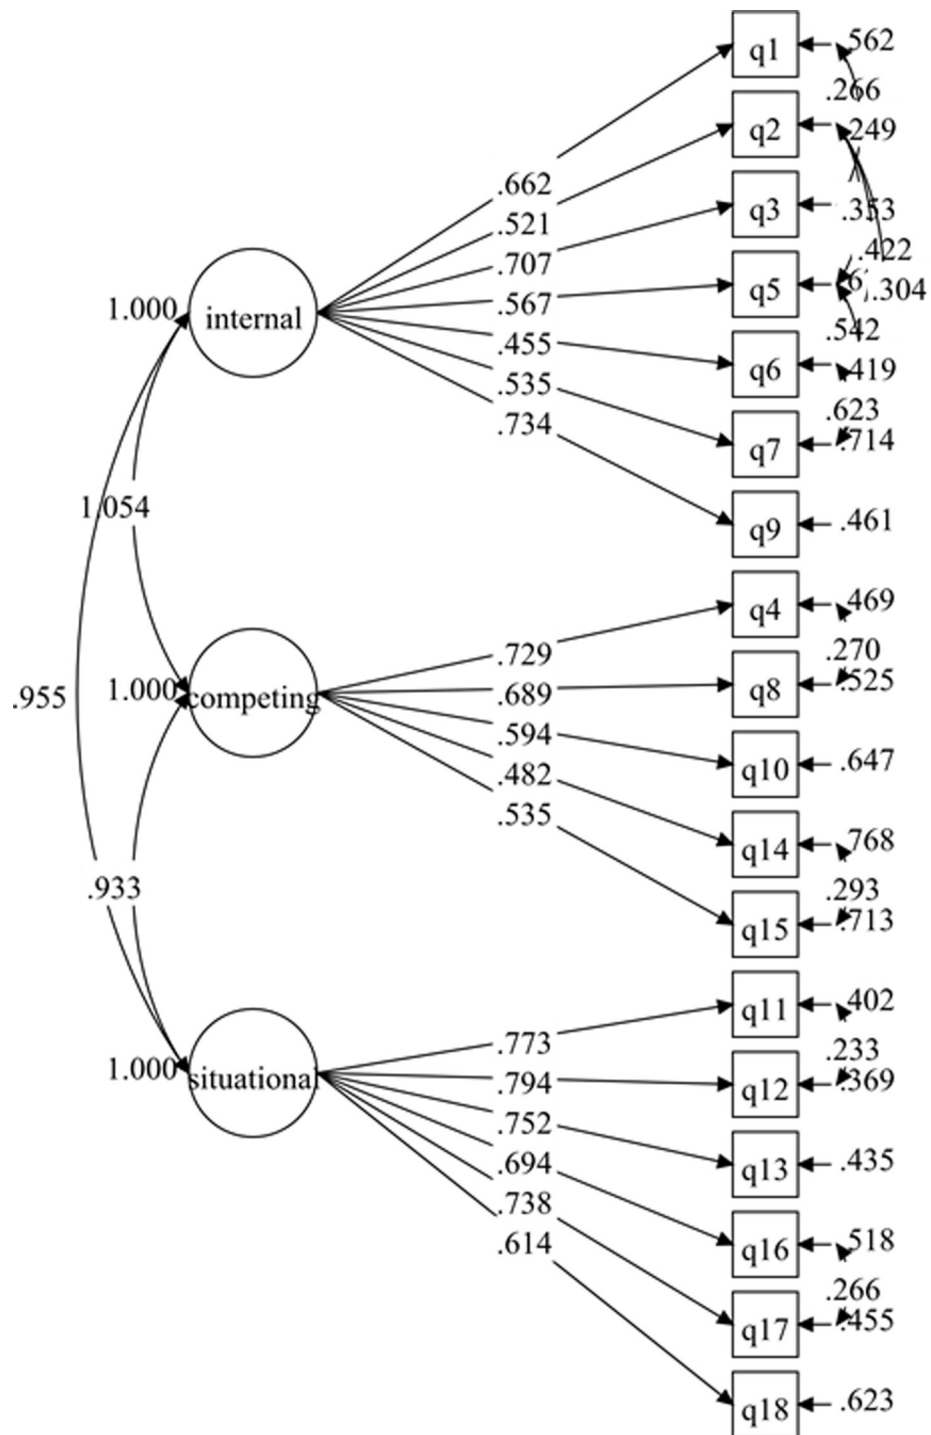 q1
.562
.266
q2
.249
.662
.521
q3
.353
.707
.422
internal
1.000
.567
q5
.304
.455
.542
q6
.419
.535
.623
.734
q7
.714
1.054
q9
.461
q4
.469
.729
.270
1.000
competing
.689
q8
.525
.955
.594
q10
.647
.482
.535
q14
.768
.933
.293
q15
.713
q11
.402
.773
.233
1.000
situational
.794
q12
.369
.752
q13
.435
.694
.738
.614
q16
.518
.266
q17
.455
q18
.623